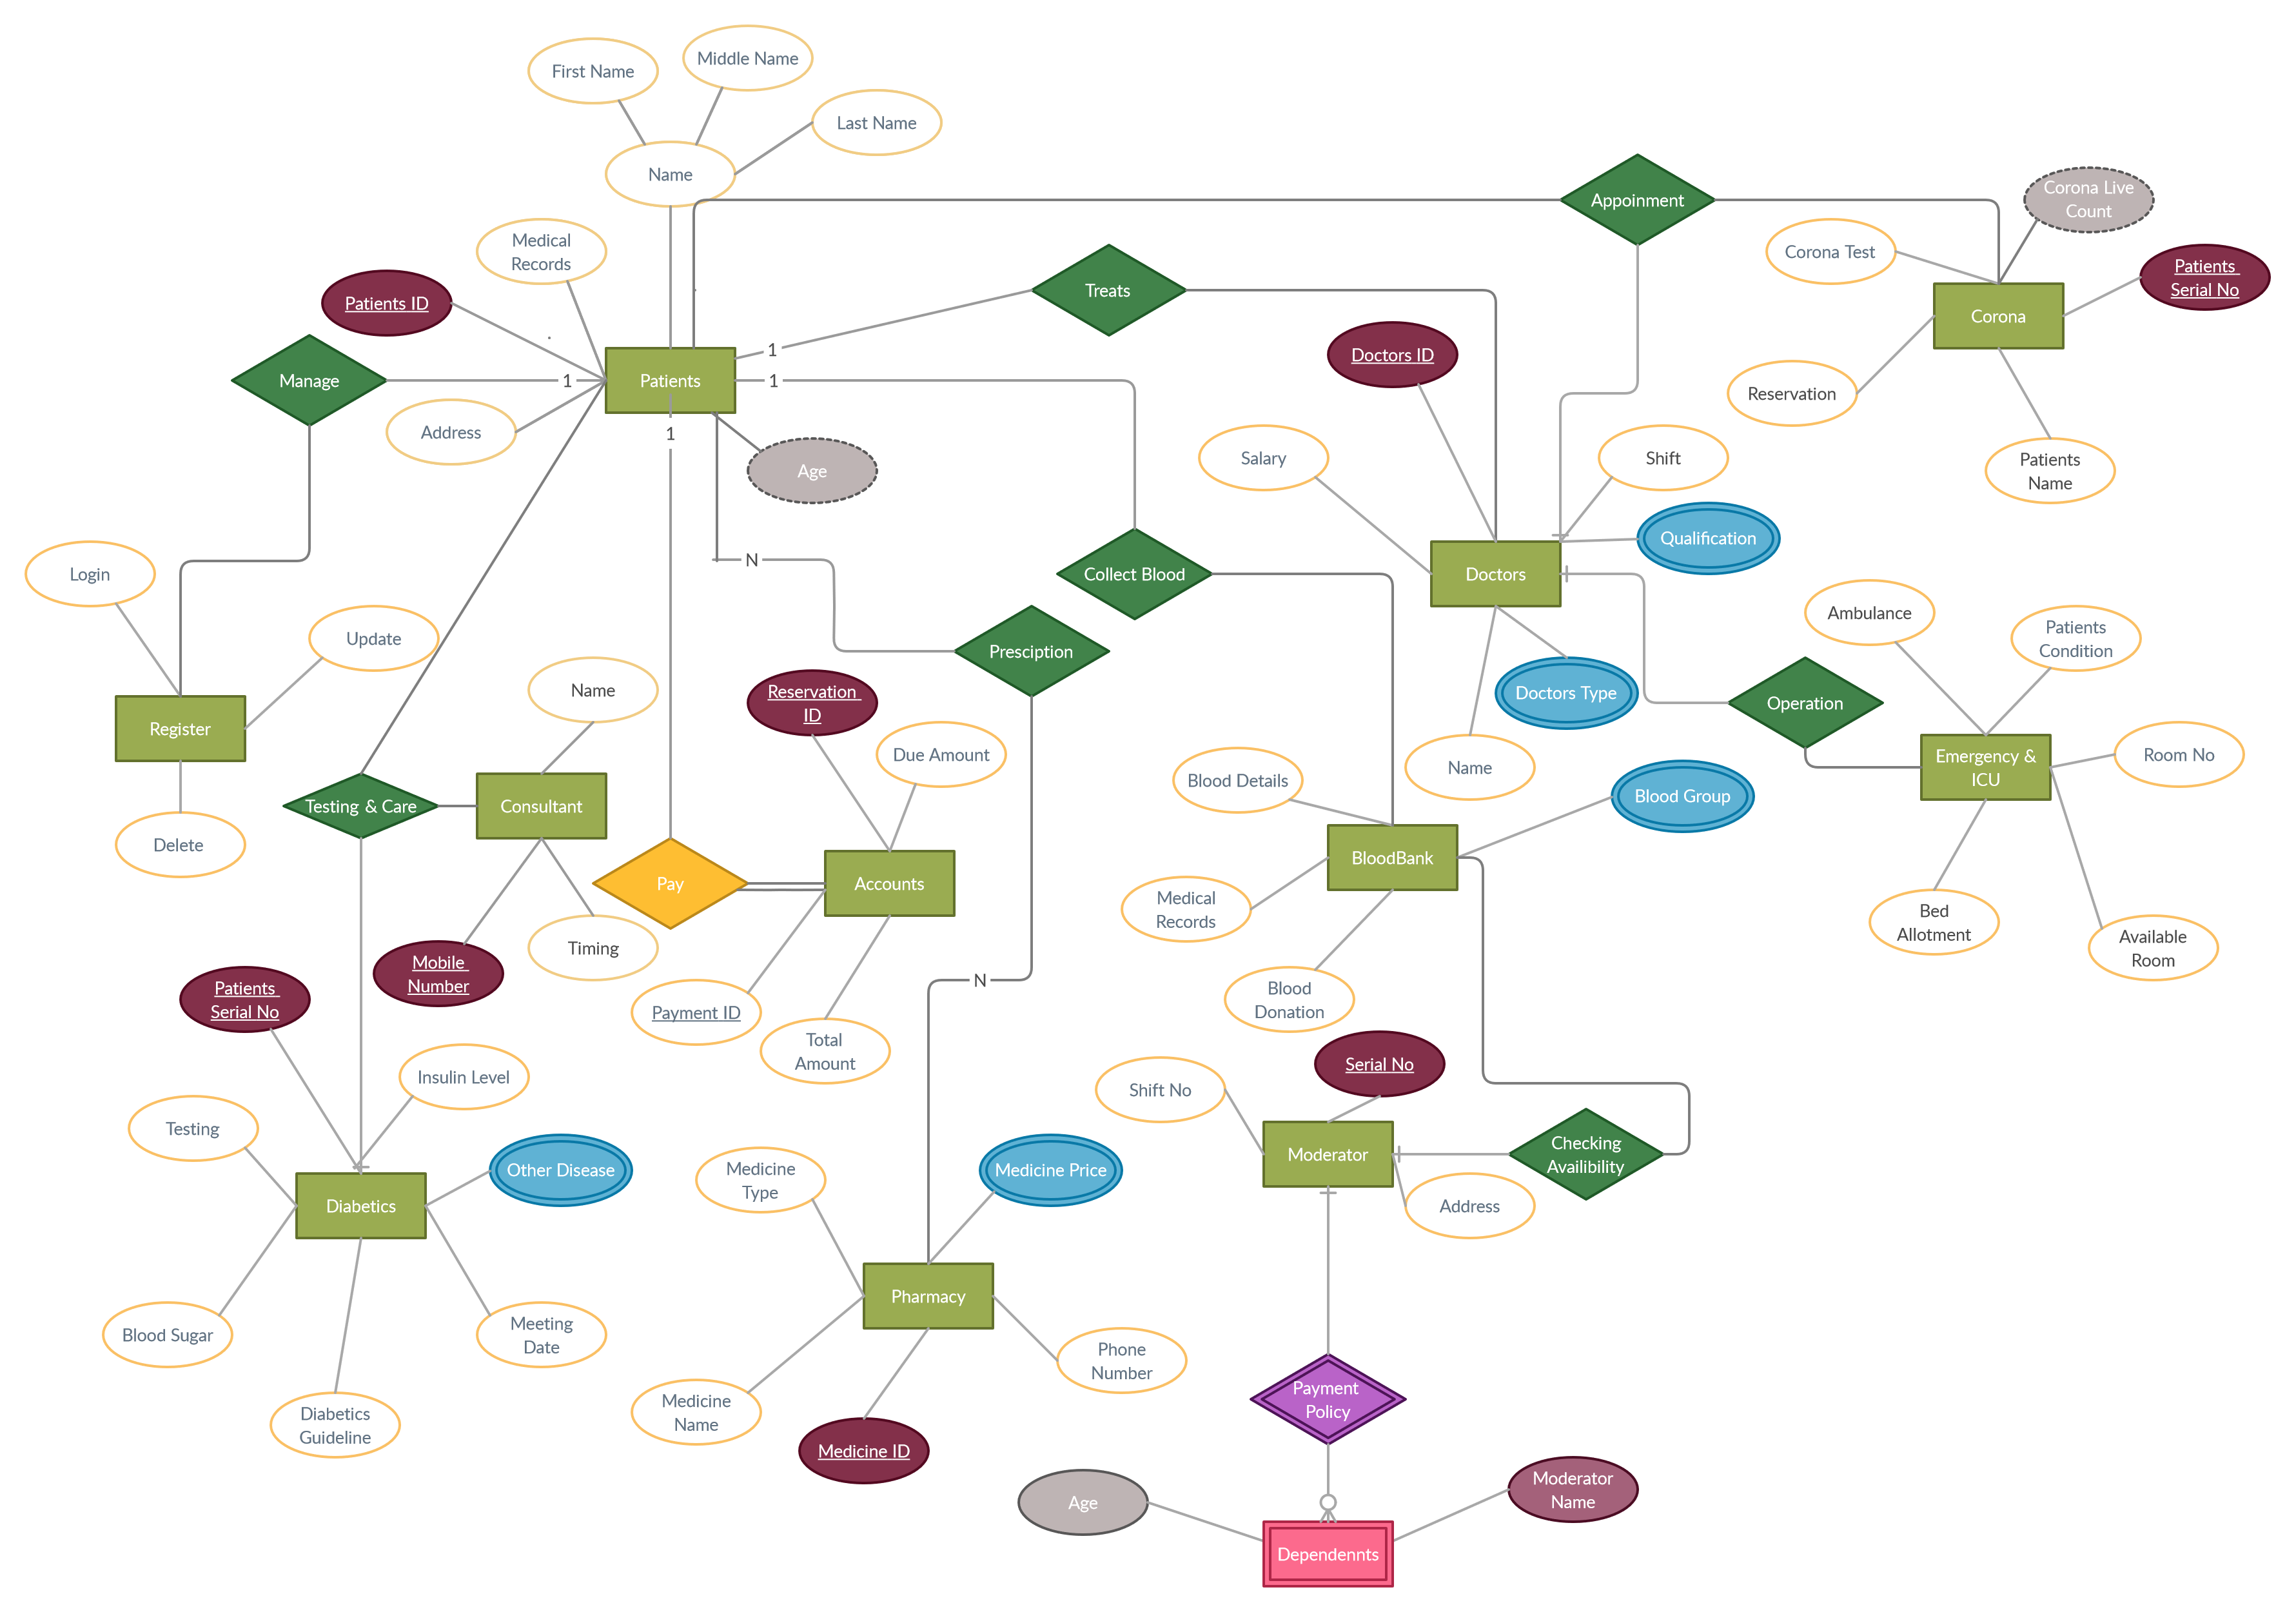 Middle Name
First Name
Last Name
Name
Corona Live
Count
Appoinment
Medical
Records
Corona Test
Patients
Serial No
Patients ID
Treats
Corona
1
Doctors ID
Manage
1
Patients
1
Reservation
Address
1
Age
Salary
Shift
Patients
Name
Qualification
N
Login
Collect Blood
Doctors
Ambulance
Update
Presciption
Patients
Condition
Name
Reservation
ID
Doctors Type
Operation
Register
Due Amount
Name
Emergency &
ICU
Room No
Blood Details
Blood Group
Testing & Care
Consultant
Delete
BloodBank
Pay
Accounts
Medical
Records
Bed
Allotment
Timing
Available
Room
Mobile
Number
N
Patients
Serial No
Payment ID
Blood
Donation
Total
Amount
Serial No
Insulin Level
Shift No
Testing
Checking
Availibility
Moderator
Other Disease
Medicine
Type
Medicine Price
Diabetics
Address
Pharmacy
Blood Sugar
Meeting
Date
Phone
Number
Payment
Policy
Medicine
Name
Diabetics
Guideline
Medicine ID
Age
Moderator
Name
Dependennts